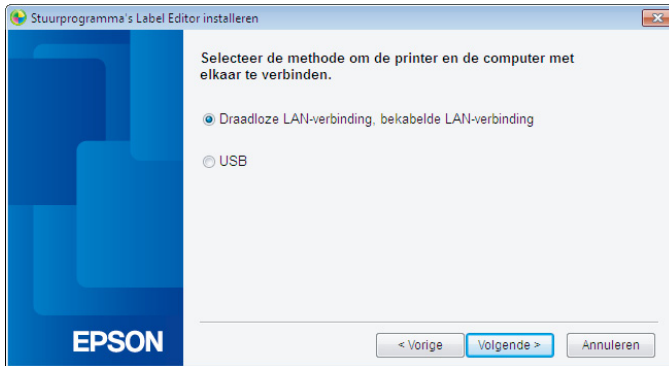 Stuurprogramma's Label Editor installeren
Selecteer de methode om de printer en de computer met
elkaar te verbinden.
Draadloze LAN-verbinding, bekabelde LAN-verbinding
USB
EPSON
< Vorige
Volgende >
Annuleren